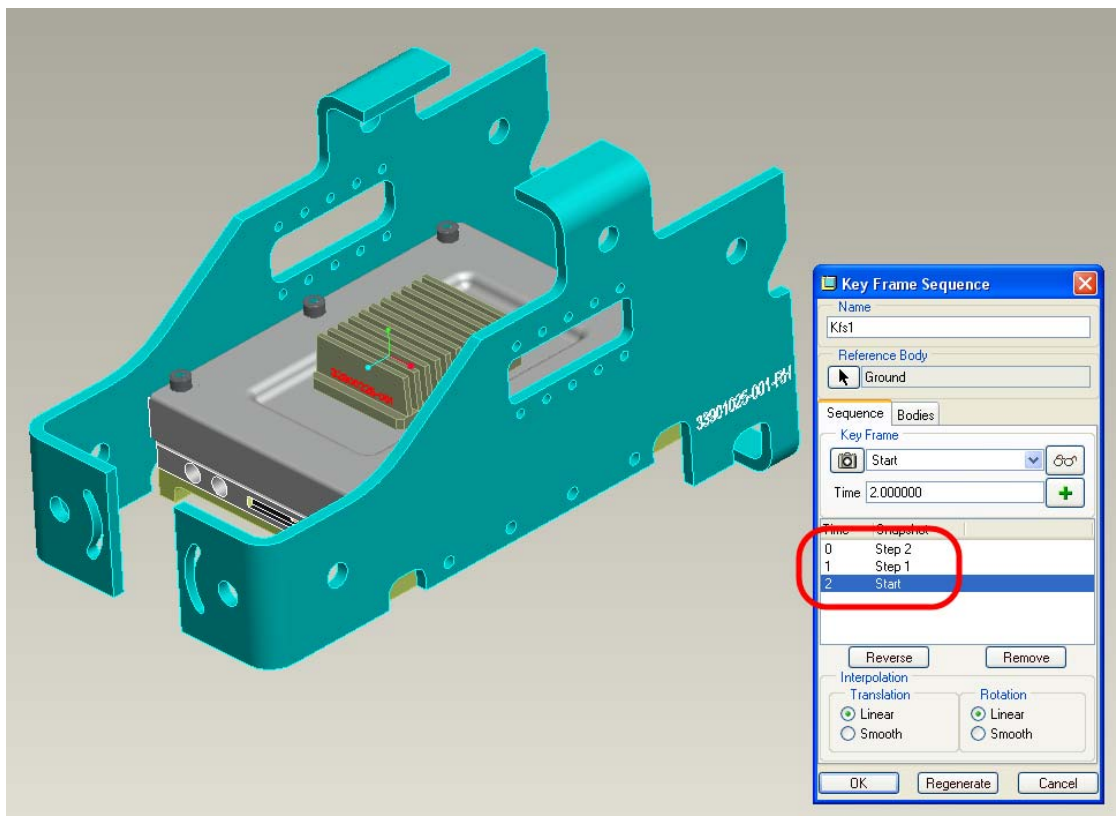 33901025-001-RH
Key Frame Sequence
Name
Kfs1
Reference Body
Ground
Sequence Bodies
Key Frame
Start
Time 2.000000
Time Snapshot
0 Step 2
1 Step 1
2 Start
Reverse Remove
Interpolation
Translation Rotation
Linear Linear
Smooth Smooth
OK Regenerate Cancel